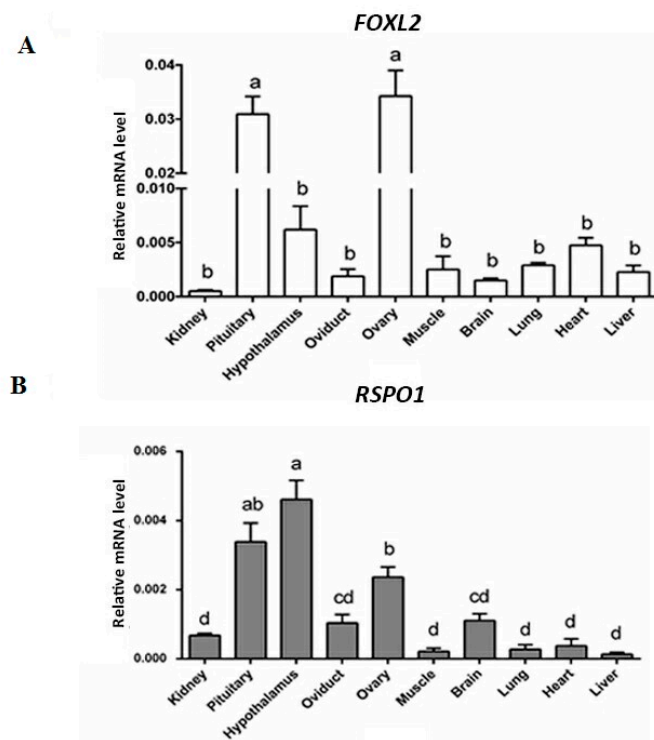 FOXL2
A
Relative mRNA level
0.04
0.03
0.02
0.010
0.005
0.000
b a b b a b b b b b
Kidney Pituitary Hypothalamus Oviduct Ovary Muscle Brain Lung Heart Liver
B
RSPO1
Relative mRNA level
0.006
0.004
0.002
0.000
d ab a cd b d cd d d d
Kidney Pituitary Hypothalamus Oviduct Ovary Muscle Brain Lung Heart Liver